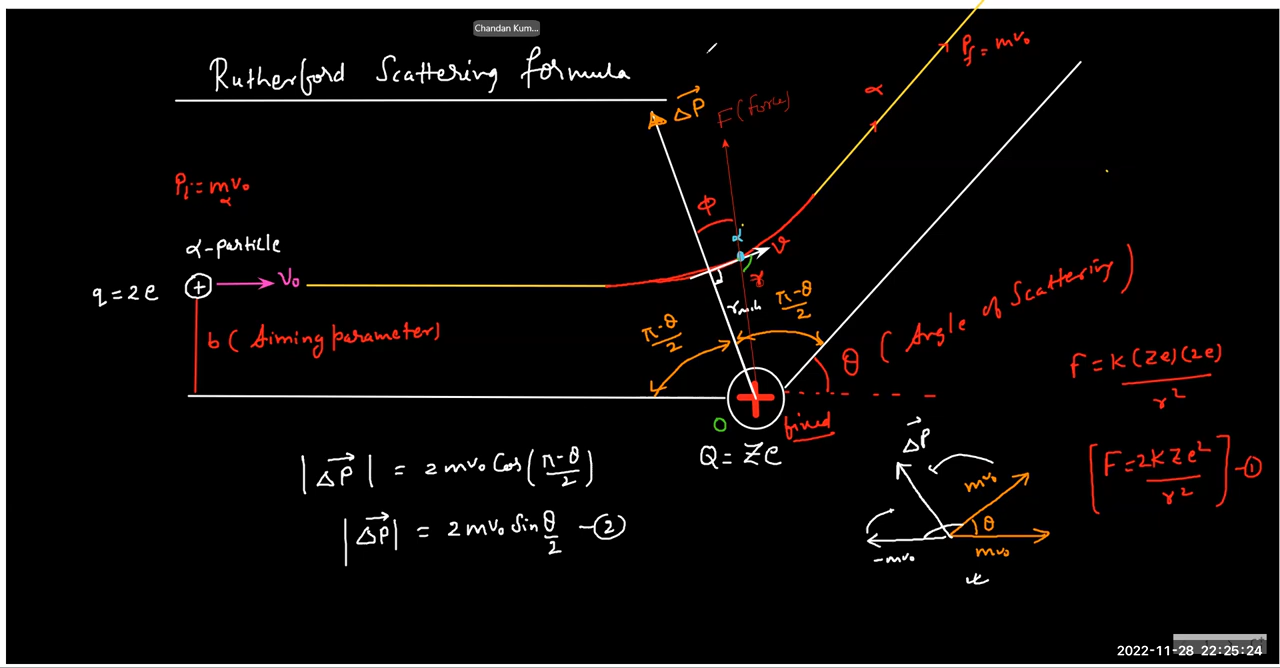 Chandan Kum...
Rutherford Scattering formula
ΔP⃗
F (force)
P_f = mv₀
α
P_i = mv₀
α
α-particle
q = 2e
+
v₀
b (Aiming parameter)
ϕ
α
v
r
r_min
π-θ/2
π-θ/2
θ (Angle of Scattering)
O
+
fixed
Q = Ze
F = k(Ze)(2e)/r²
[F = 2kZe²/r²] -①
|ΔP⃗| = 2mv₀ Cos(π-θ/2)
|ΔP⃗| = 2mv₀ Sin θ/2 -②
ΔP⃗
mv₀
θ
-mv₀
mv₀
2022-11-28 22:25:24